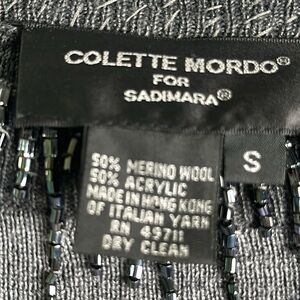 COLETTE MORDO®
FOR
SADIMARA®
S
50% MERINO WOOL
50% ACRYLIC
MADE IN HONG KONG
OF ITALIAN YARN
RN 49711
DRY CLEAN